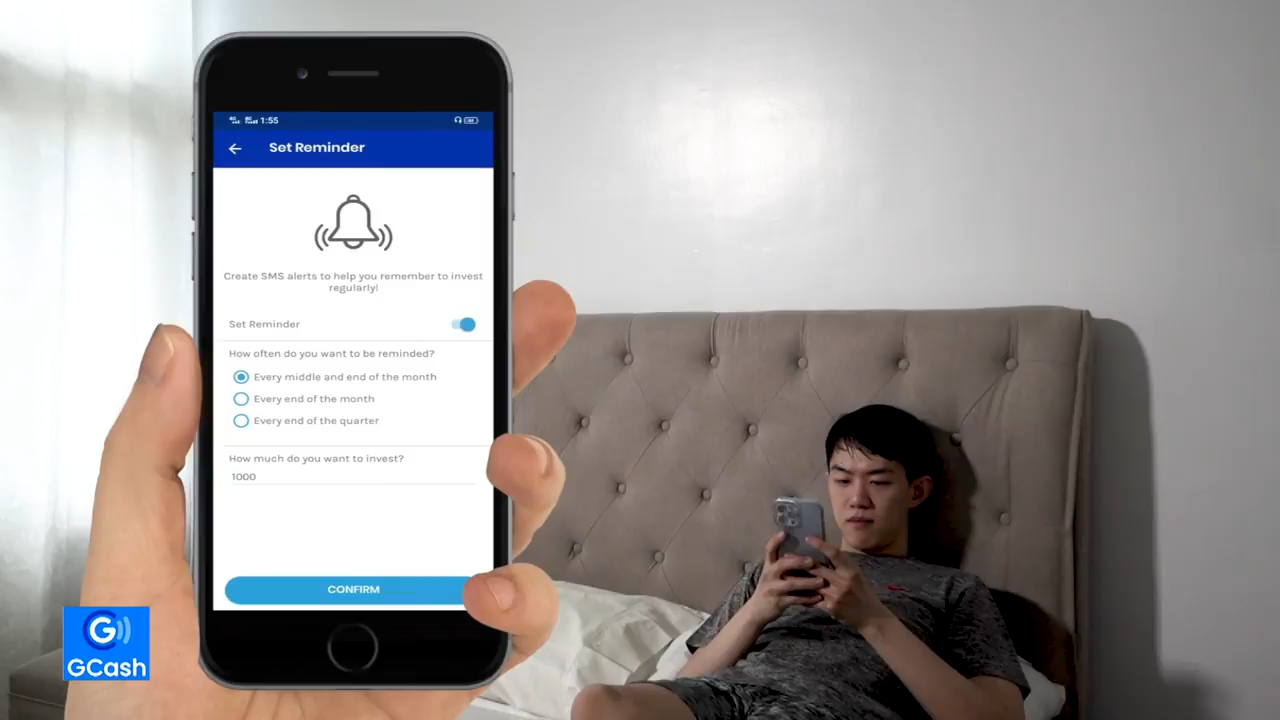 1:55
Set Reminder
Create SMS alerts to help you remember to invest
regularly!
Set Reminder
How often do you want to be reminded?
Every middle and end of the month
Every end of the month
Every end of the quarter
How much do you want to invest?
1000
CONFIRM
G
GCash